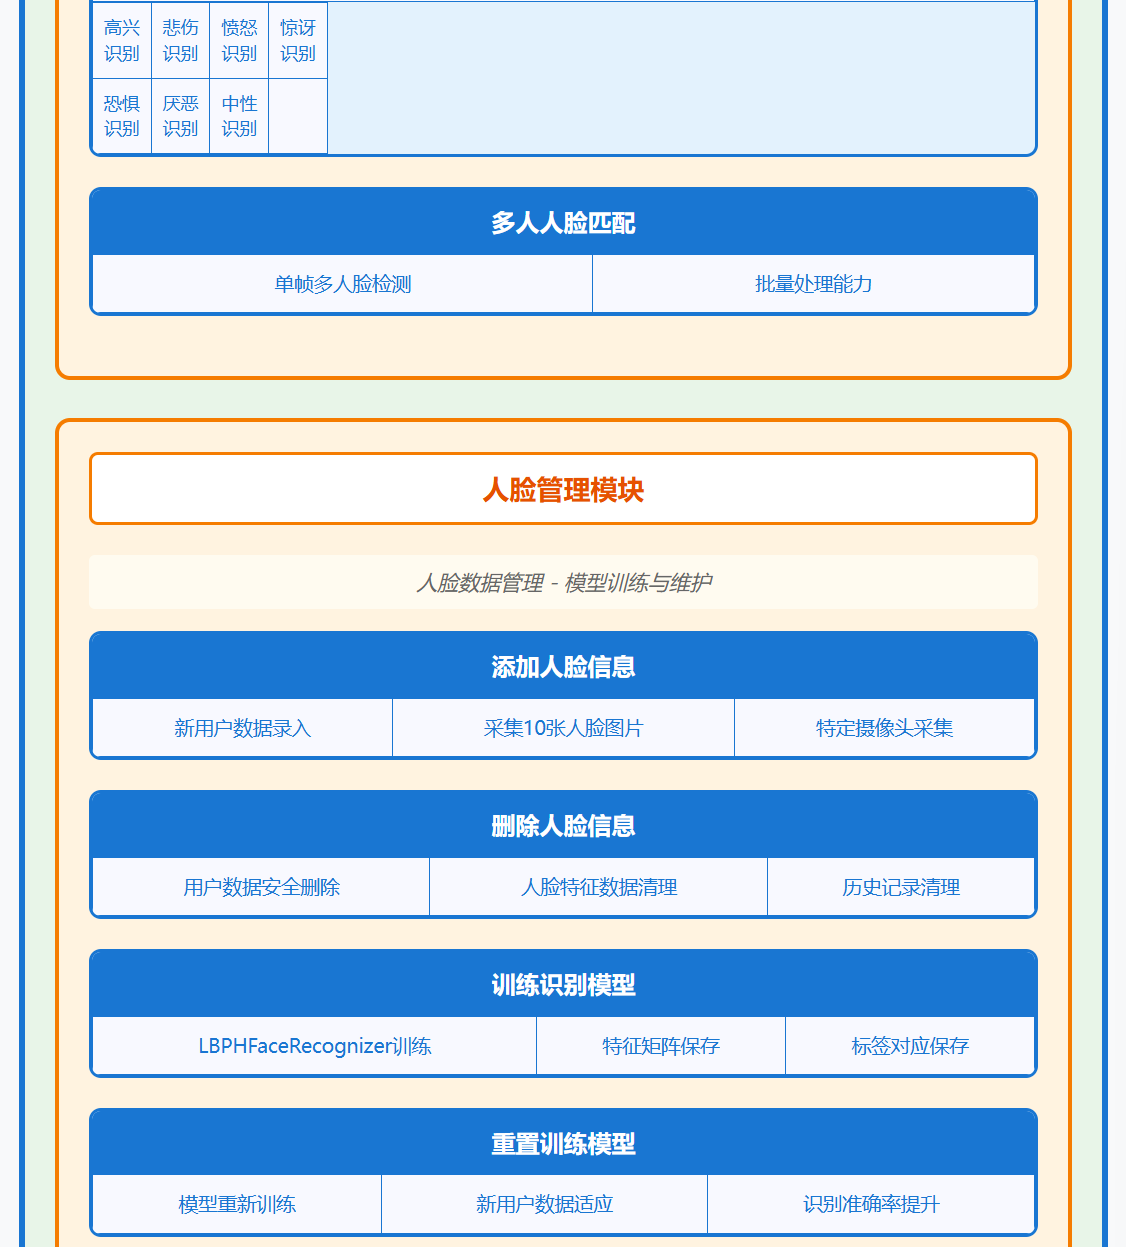 高兴 悲伤 愤怒 惊讶
识别 识别 识别 识别
恐惧 厌恶 中性
识别 识别 识别
多人人脸匹配
单帧多人脸检测 批量处理能力
人脸管理模块
人脸数据管理 - 模型训练与维护
添加人脸信息
新用户数据录入 采集10张人脸图片 特定摄像头采集
删除人脸信息
用户数据安全删除 人脸特征数据清理 历史记录清理
训练识别模型
LBPHFaceRecognizer训练 特征矩阵保存 标签对应保存
重置训练模型
模型重新训练 新用户数据适应 识别准确率提升